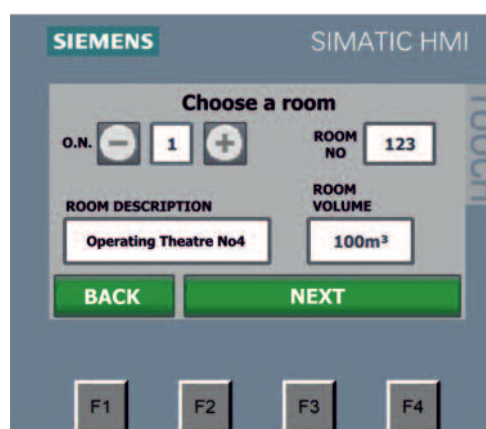 SIEMENS
SIMATIC HMI
TOUCH
Choose a room
O.N.
1
ROOM
NO
123
ROOM DESCRIPTION
ROOM
VOLUME
Operating Theatre No4
100m³
BACK
NEXT
F1
F2
F3
F4